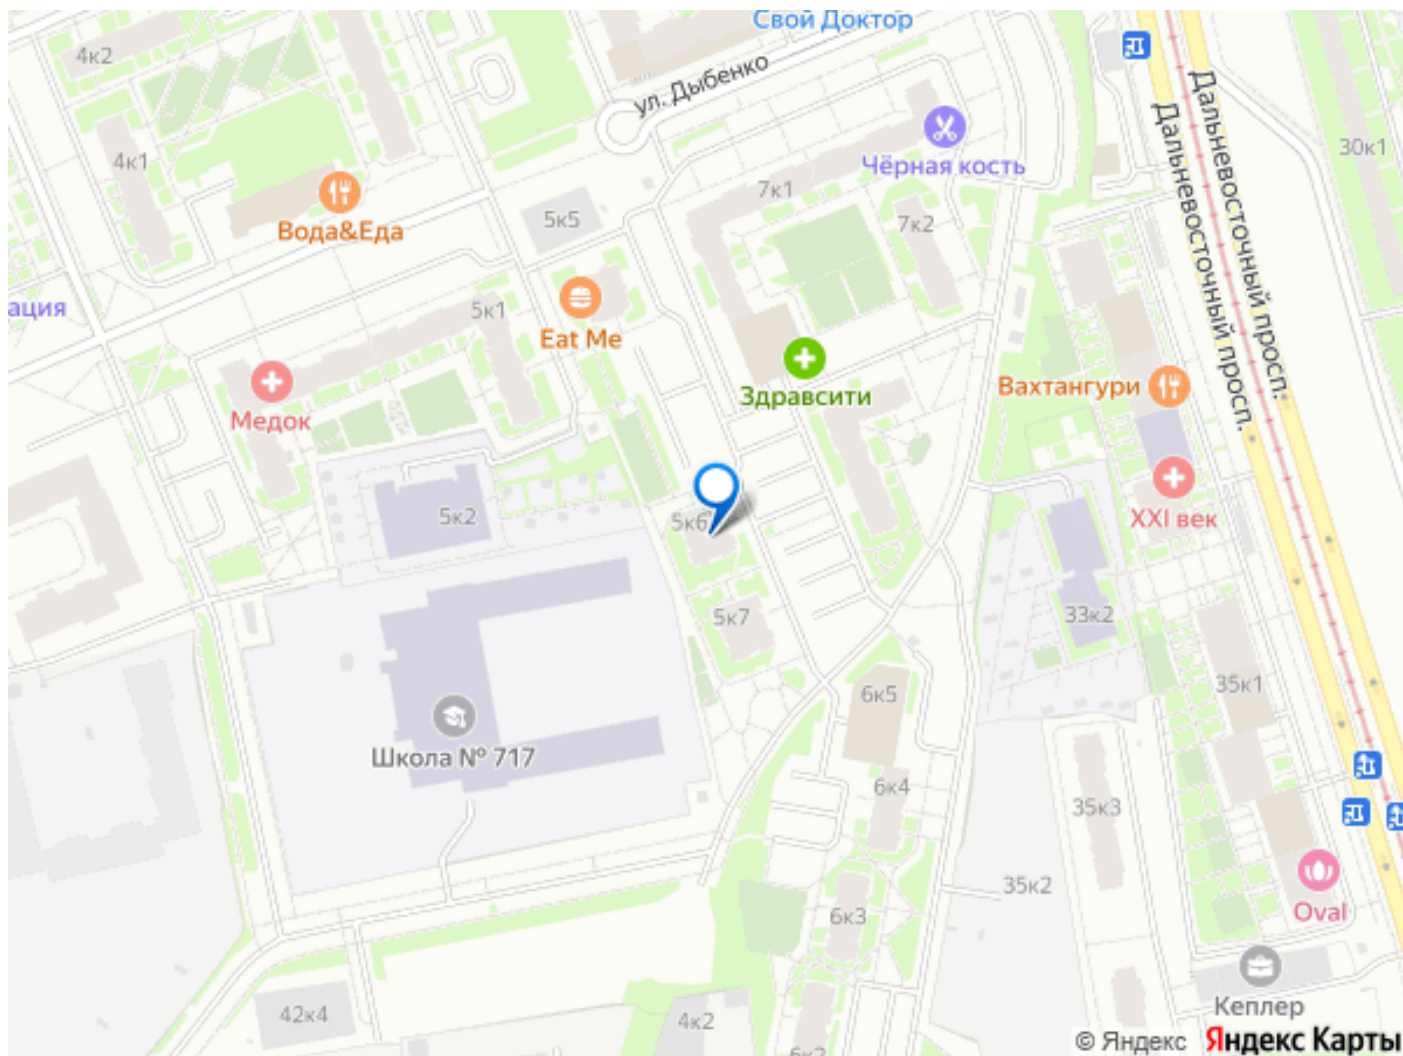 Свой Доктор
4к2
ул. Дыбенко
Дальневосточный просп.
Дальневосточный просп.
30к1
4к1
Чёрная кость
7к1
5к5
7к2
Вода&Еда
ация
5к1
Eat Me
Вахтангури
Здравсити
Медок
5к2
5к6
XXI век
5к7
33к2
6к5
35к1
Школа № 717
6к4
35к3
35к2
6к3
Oval
42к4
4к2
Кеплер
6к2
© Яндекс Яндекс Карты